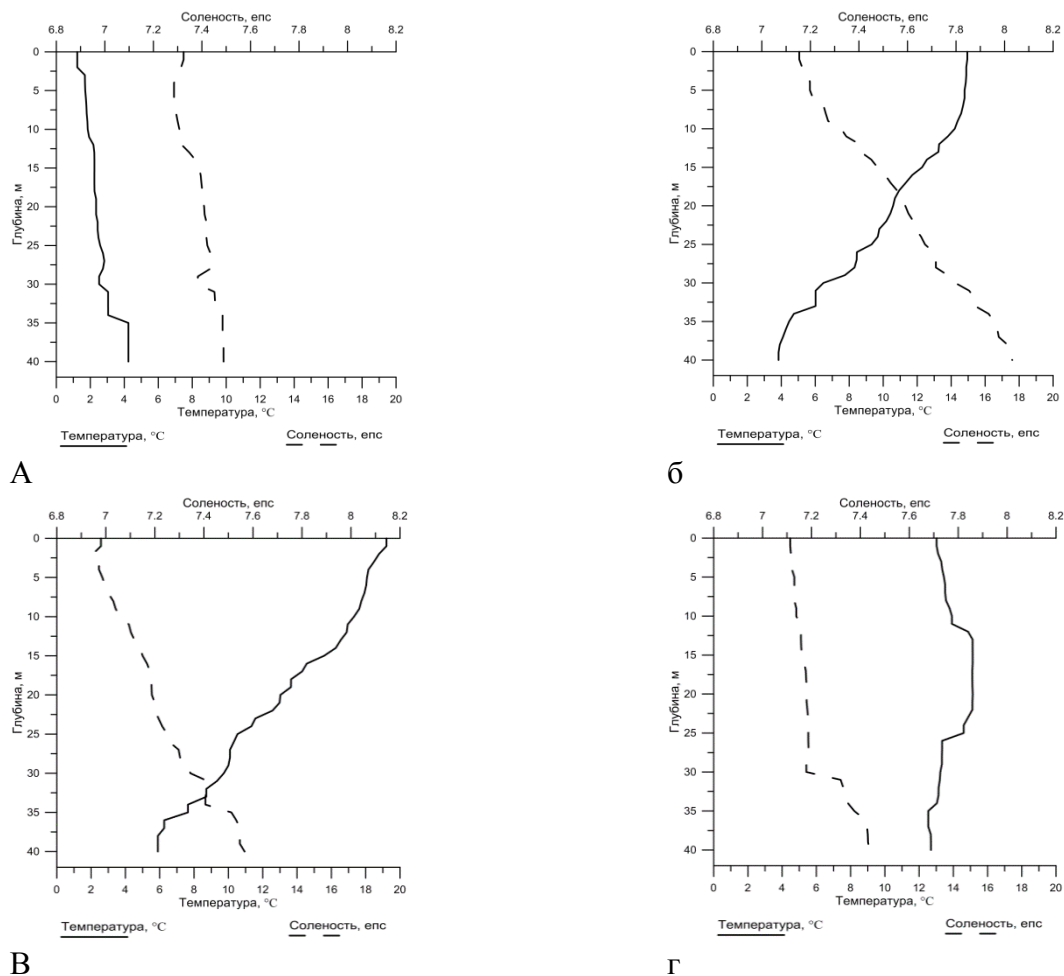 Соленость, епс
6.8 7 7.2 7.4 7.6 7.8 8 8.2
0
5
10
15
20
25
30
35
40
Глубина, м
0 2 4 6 8 10 12 14 16 18 20
Температура, °C
Температура, °C Соленость, епс
А
Соленость, епс
6.8 7 7.2 7.4 7.6 7.8 8 8.2
0
5
10
15
20
25
30
35
40
Глубина, м
0 2 4 6 8 10 12 14 16 18 20
Температура, °C
Температура, °C Соленость, епс
б
Соленость, епс
6.8 7 7.2 7.4 7.6 7.8 8 8.2
0
5
10
15
20
25
30
35
40
Глубина, м
0 2 4 6 8 10 12 14 16 18 20
Температура, °C
Температура, °C Соленость, епс
В
Соленость, епс
6.8 7 7.2 7.4 7.6 7.8 8 8.2
0
5
10
15
20
25
30
35
40
Глубина, м
0 2 4 6 8 10 12 14 16 18 20
Температура, °C
Температура, °C Соленость, епс
г